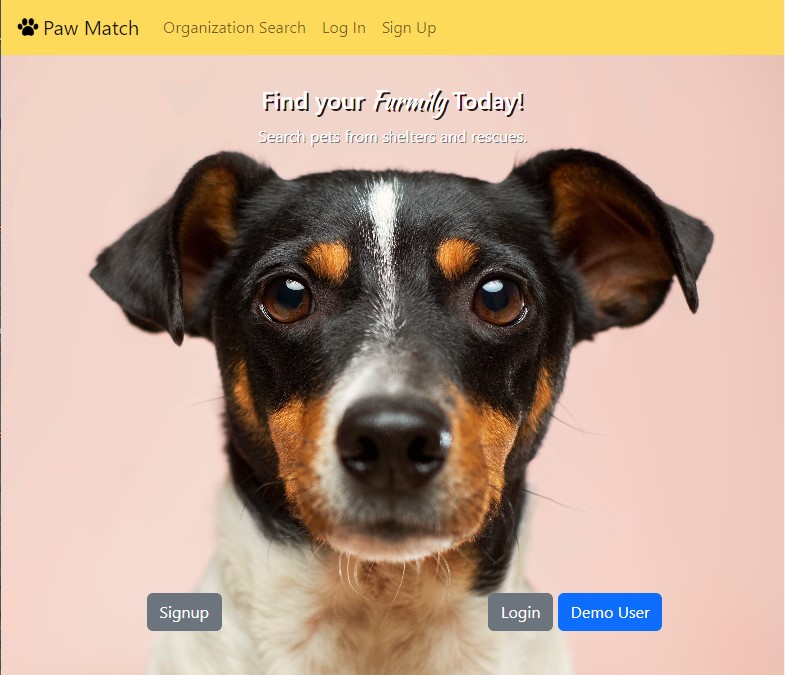 Paw Match Organization Search Log In Sign Up
Find your Furmily Today!
Search pets from shelters and rescues.
Signup Login Demo User